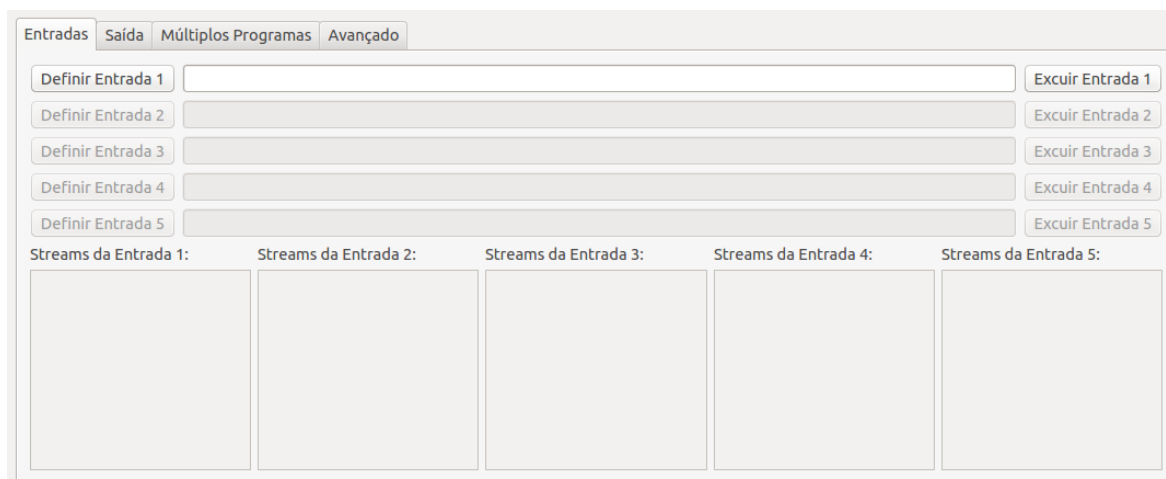 Entradas Saída Múltiplos Programas Avançado
Definir Entrada 1 Excuir Entrada 1
Definir Entrada 2 Excuir Entrada 2
Definir Entrada 3 Excuir Entrada 3
Definir Entrada 4 Excuir Entrada 4
Definir Entrada 5 Excuir Entrada 5
Streams da Entrada 1: Streams da Entrada 2: Streams da Entrada 3: Streams da Entrada 4: Streams da Entrada 5: